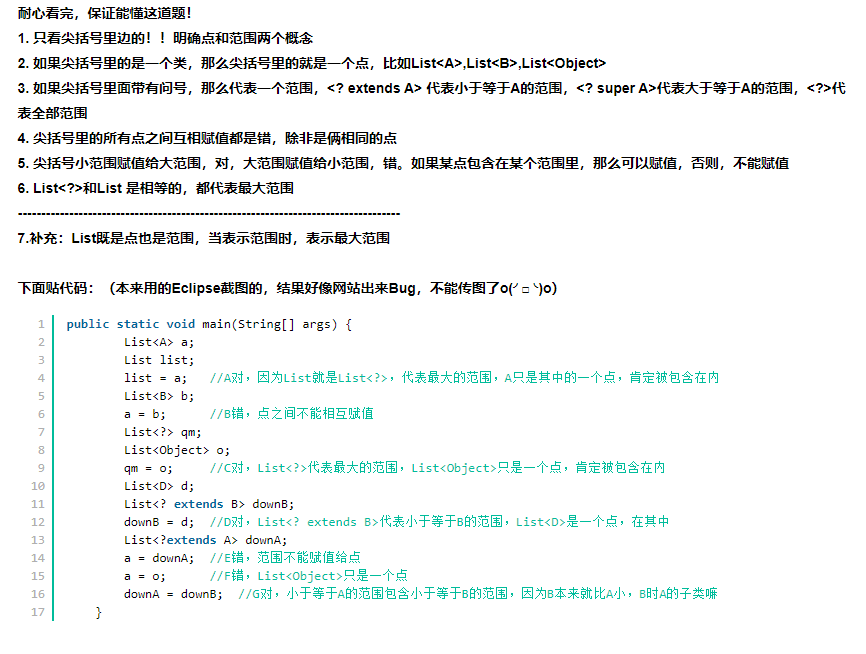 耐心看完，保证能懂这道题！
1. 只看尖括号里边的！！明确点和范围两个概念
2. 如果尖括号里的是一个类，那么尖括号里的就是一个点，比如List<A>,List<B>,List<Object>
3. 如果尖括号里面带有问号，那么代表一个范围，<? extends A> 代表小于等于A的范围，<? super A>代表大于等于A的范围，<?>代
表全部范围
4. 尖括号里的所有点之间互相赋值都是错，除非是俩相同的点
5. 尖括号小范围赋值给大范围，对，大范围赋值给小范围，错。如果某点包含在某个范围里，那么可以赋值，否则，不能赋值
6. List<?>和List 是相等的，都代表最大范围
----------------------------------------------------------------------------------
7.补充：List既是点也是范围，当表示范围时，表示最大范围
下面贴代码：（本来用的Eclipse截图的，结果好像网站出来Bug，不能传图了o(╯□╰)o）
1 public static void main(String[] args) {
2 List<A> a;
3 List list;
4 list = a; //A对，因为List就是List<?>，代表最大的范围，A只是其中的一个点，肯定被包含在内
5 List<B> b;
6 a = b; //B错，点之间不能相互赋值
7 List<?> qm;
8 List<Object> o;
9 qm = o; //C对，List<?>代表最大的范围，List<Object>只是一个点，肯定被包含在内
10 List<D> d;
11 List<? extends B> downB;
12 downB = d; //D对，List<? extends B>代表小于等于B的范围，List<D>是一个点，在其中
13 List<?extends A> downA;
14 a = downA; //E错，范围不能赋值给点
15 a = o; //F错，List<Object>只是一个点
16 downA = downB; //G对，小于等于A的范围包含小于等于B的范围，因为B本来就比A小，B时A的子类嘛
17 }